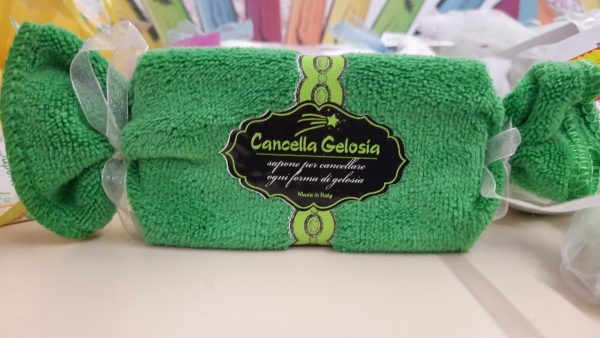 Cancella Gelosia
sapone per cancellare
ogni forma di gelosia
Made in Italy